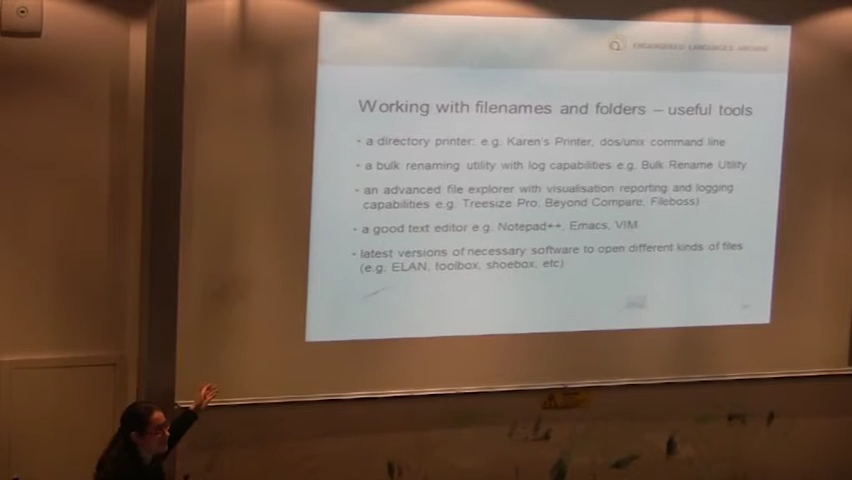 ENDANGERED LANGUAGES ARCHIVE
Working with filenames and folders – useful tools
- a directory printer: e.g. Karen's Printer, dos/unix command line
- a bulk renaming utility with log capabilities e.g. Bulk Rename Utility
- an advanced file explorer with visualisation reporting and logging
capabilities e.g. Treesize Pro, Beyond Compare, Fileboss)
- a good text editor e.g. Notepad++, Emacs, VIM
- latest versions of necessary software to open different kinds of files
(e.g. ELAN, toolbox, shoebox, etc)